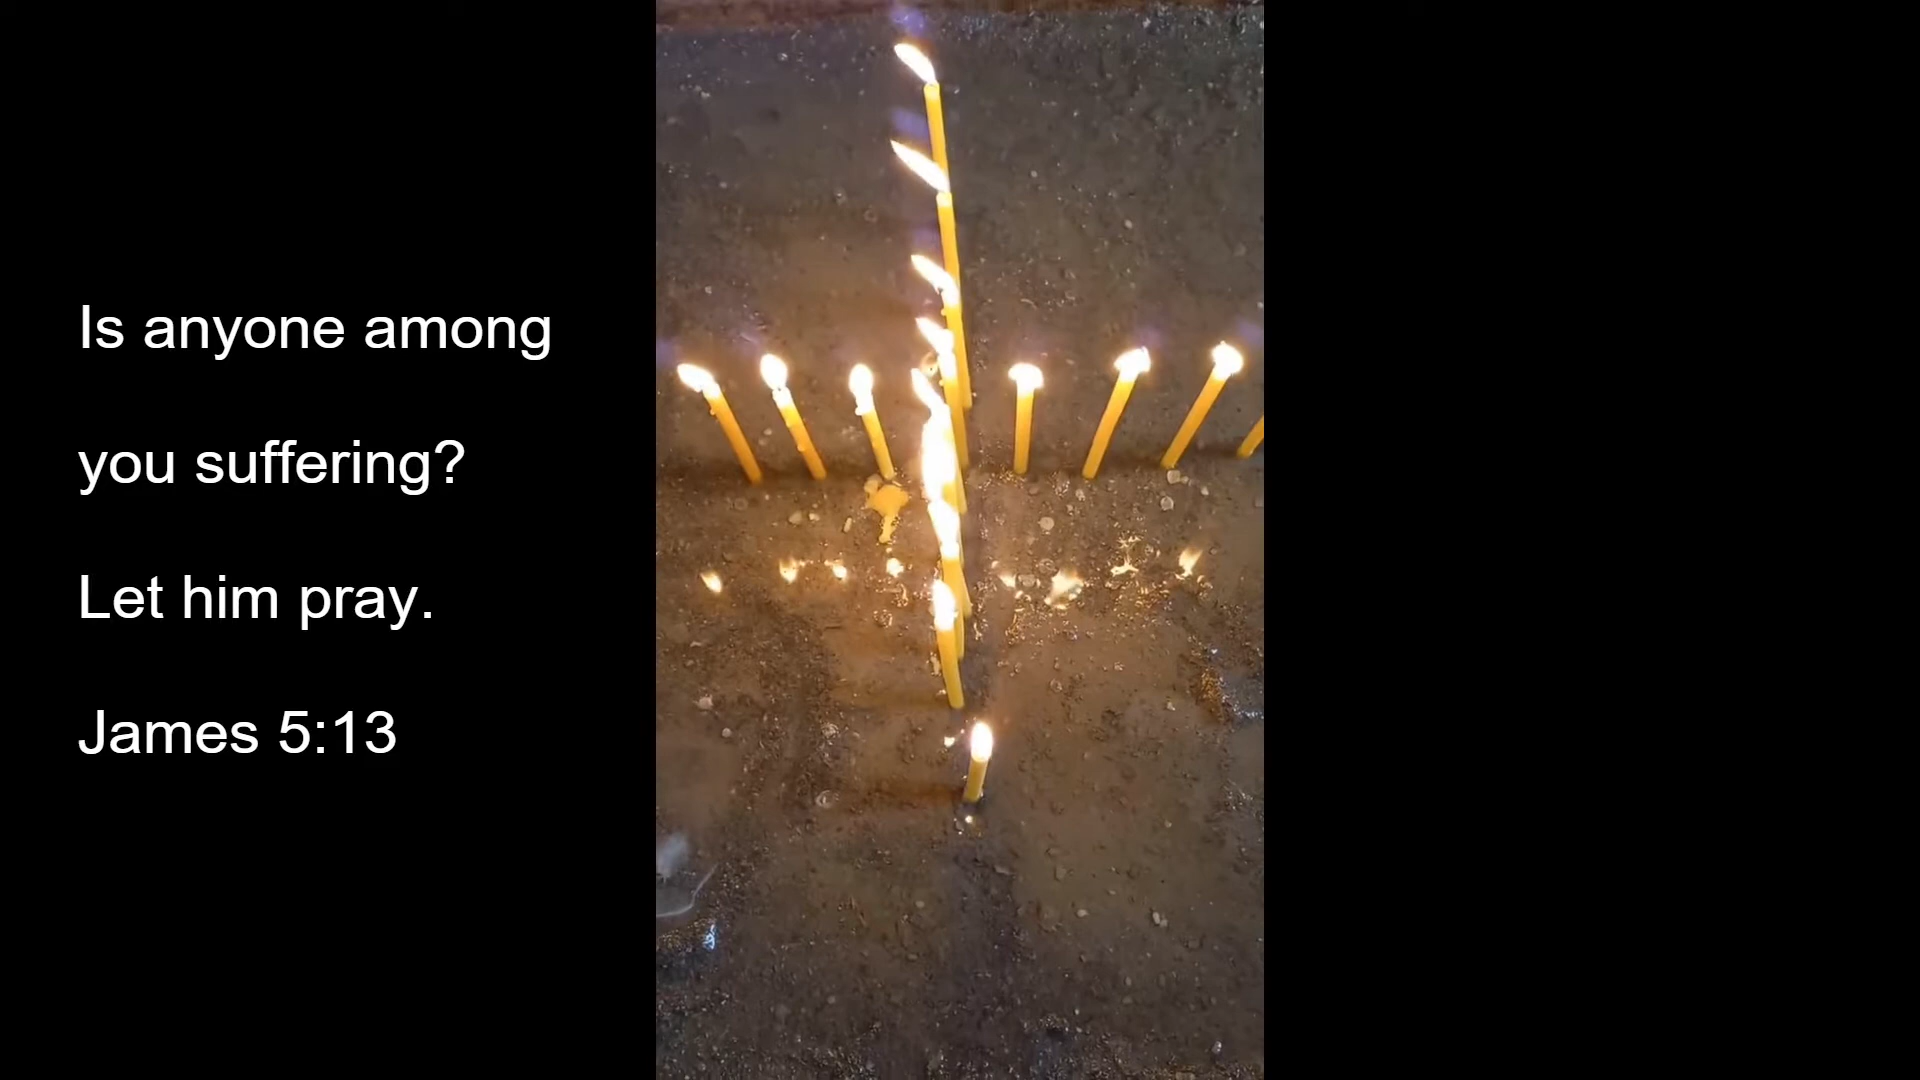 Is anyone among
you suffering?
Let him pray.
James 5:13